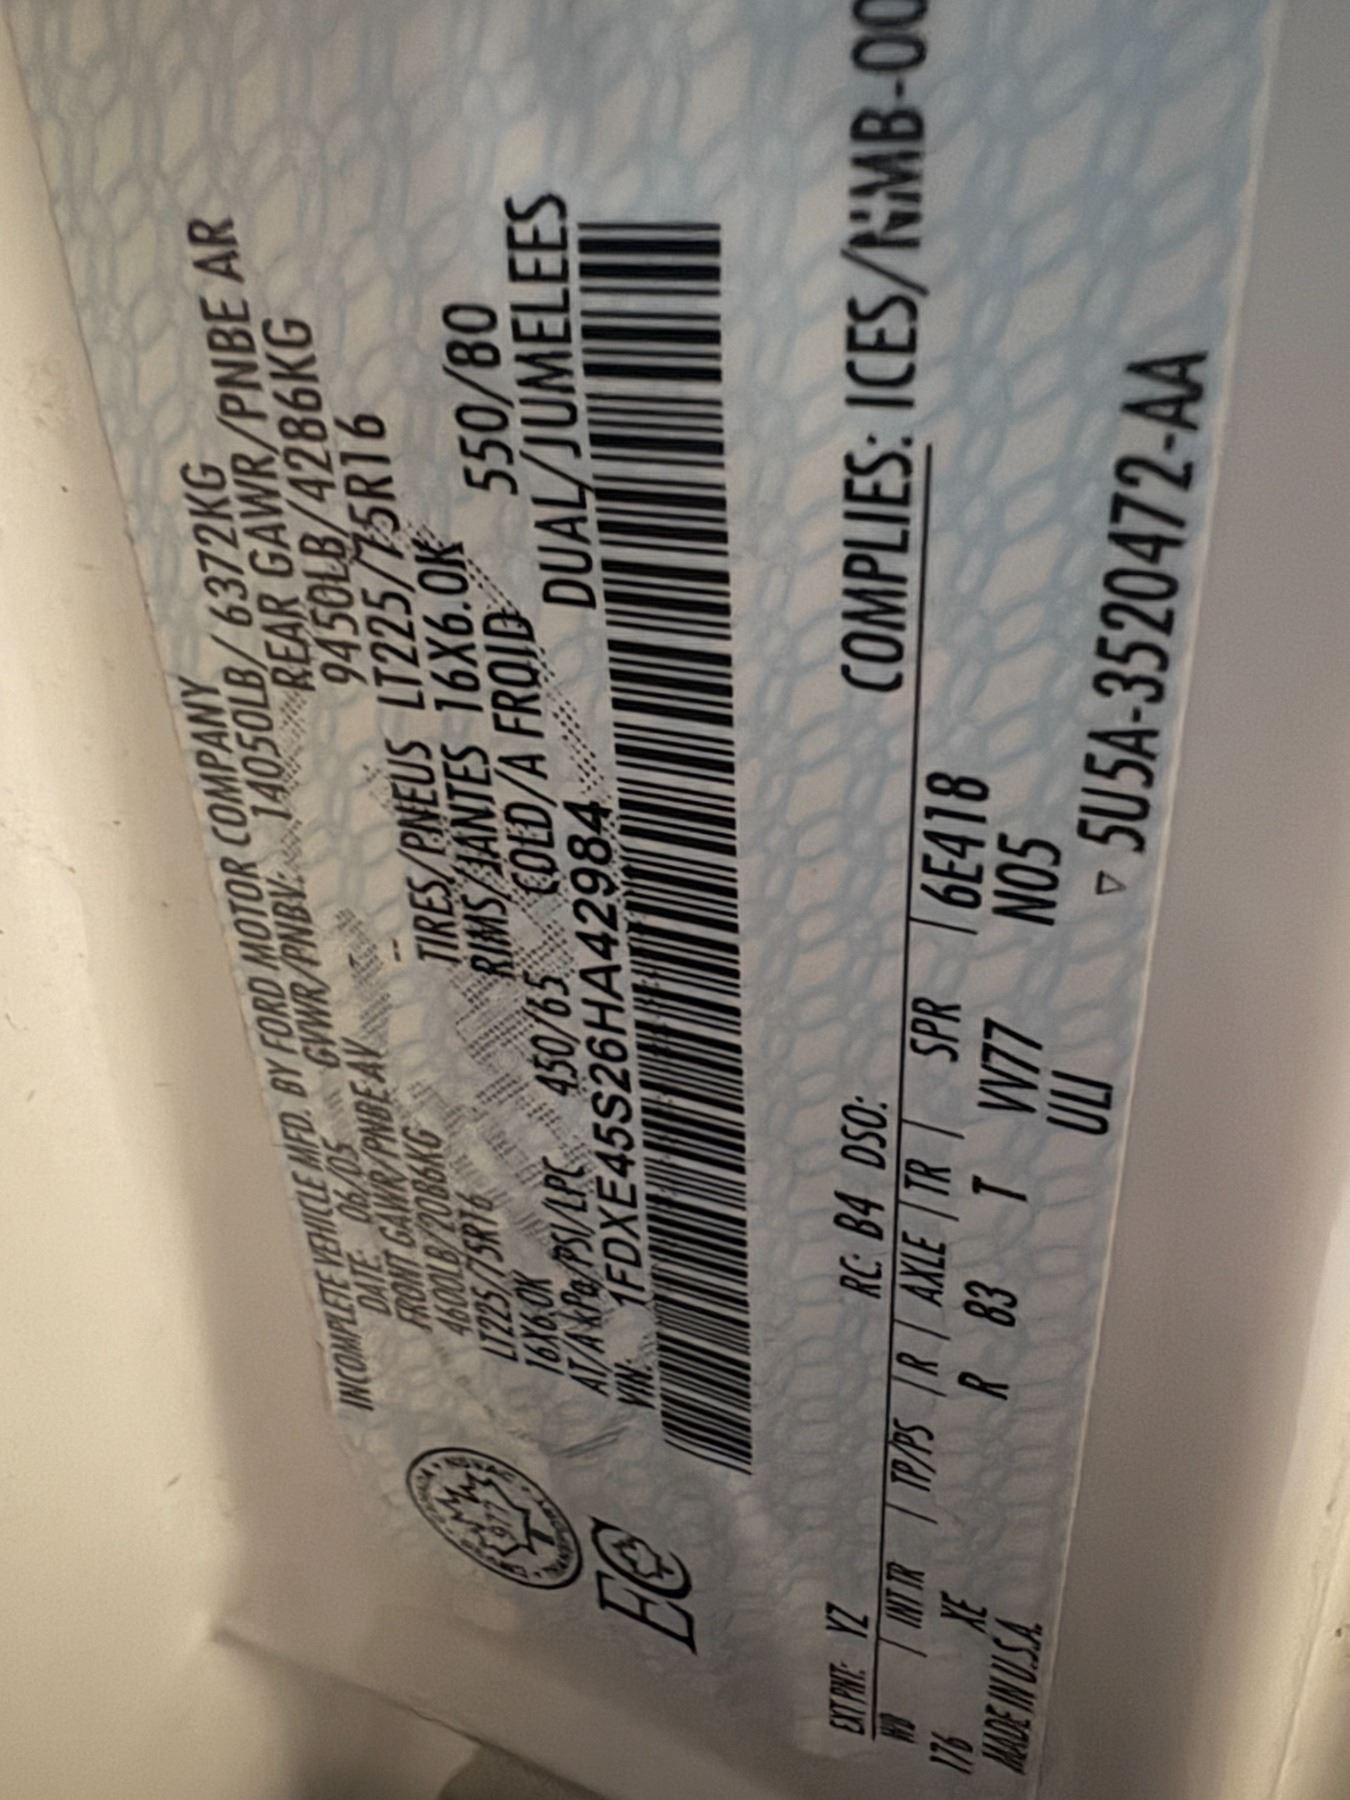 INCOMPLETE VEHICLE MFD. BY FORD MOTOR COMPANY
DATE: 06/05 GVWR/PNBV: 14050LB/ 6372KG
FRONT GAWR/PNBE AV REAR GAWR/PNBE AR
4600LB/2086KG -- 9450LB/4286KG
LT225/75R16 TIRES/PNEUS LT225/75R16
16X6.0K RIMS/JANTES 16X6.0K
AT/A kPa/PSI/LPC 450/65 COLD/A FROID 550/80
VIN: 1FDXE45S26HA42984 DUAL/JUMELEES
1977
EXT PNT: YZ RC: B4 DSO: COMPLIES: ICES/NMB-00
WB | INT TR | TP/PS | R | AXLE | TR | SPR | 6E418
176 XE R 83 T VV77 N05
MADE IN U.S.A. ULI
▽ 5U5A-3520472-AA